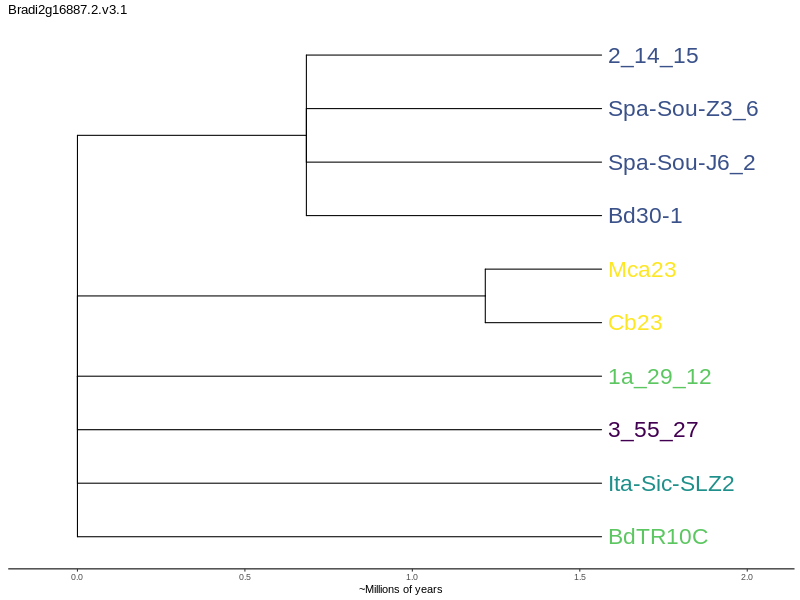 Bradi2g16887.2.v3.1
2_14_15
Spa-Sou-Z3_6
Spa-Sou-J6_2
Bd30-1
Mca23
Cb23
1a_29_12
3_55_27
Ita-Sic-SLZ2
BdTR10C
0.0 0.5 1.0 1.5 2.0
~Millions of years